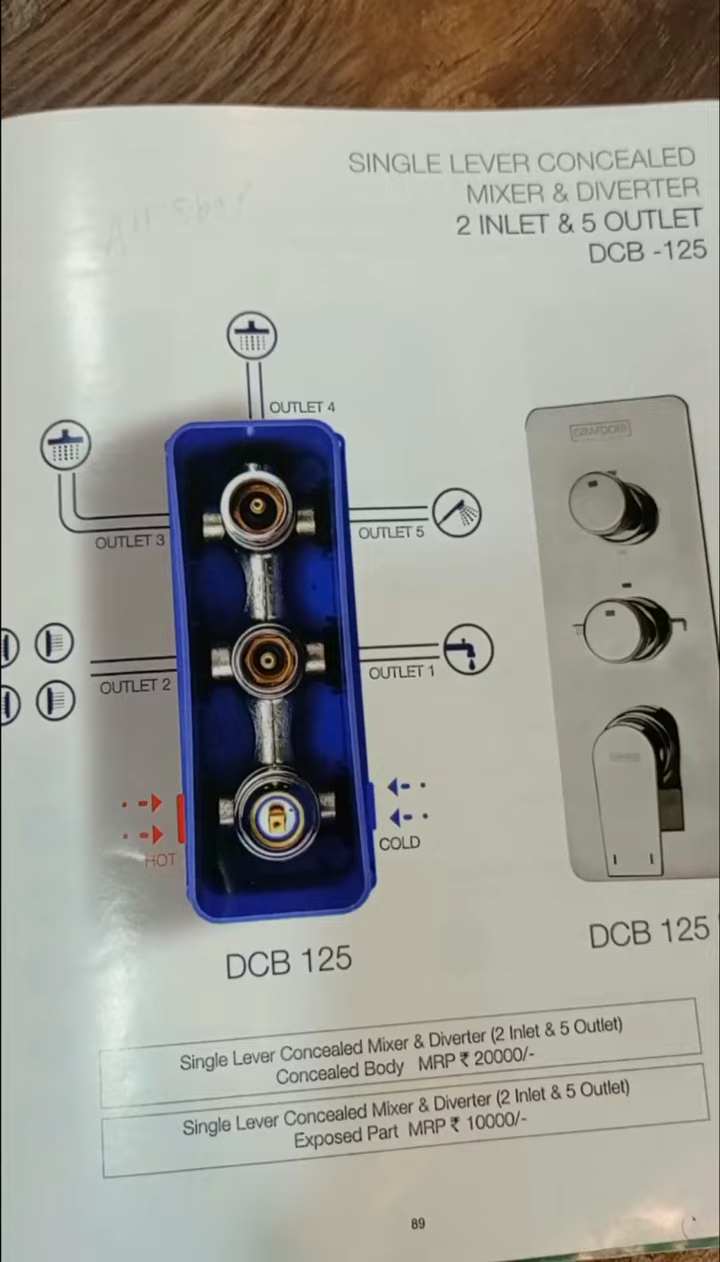 SINGLE LEVER CONCEALED
MIXER & DIVERTER
2 INLET & 5 OUTLET
DCB -125
OUTLET 4
OUTLET 3
OUTLET 5
OUTLET 2
OUTLET 1
HOT
COLD
DCB 125
DCB 125
Single Lever Concealed Mixer & Diverter (2 Inlet & 5 Outlet)
Concealed Body MRP ₹ 20000/-
Single Lever Concealed Mixer & Diverter (2 Inlet & 5 Outlet)
Exposed Part MRP ₹ 10000/-
89